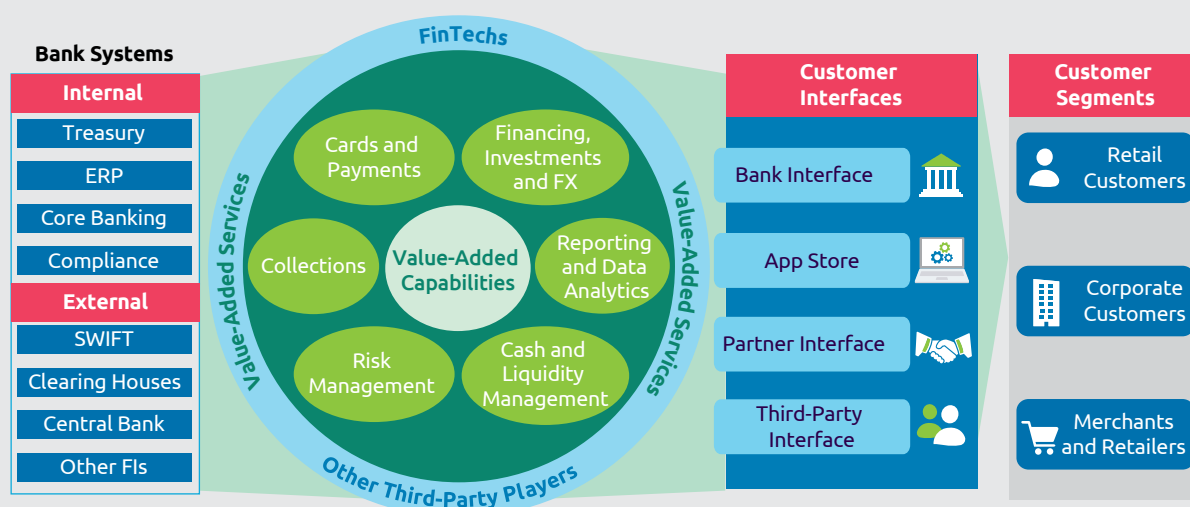 Bank Systems
Internal
Treasury
ERP
Core Banking
Compliance
External
SWIFT
Clearing Houses
Central Bank
Other FIs
FinTechs
Value-Added Services
Value-Added Services
Other Third-Party Players
Cards and
Payments
Financing,
Investments
and FX
Collections
Value-Added
Capabilities
Reporting
and Data
Analytics
Risk
Management
Cash and
Liquidity
Management
Customer
Interfaces
Bank Interface
App Store
Partner Interface
Third-Party
Interface
Customer
Segments
Retail
Customers
Corporate
Customers
Merchants
and Retailers